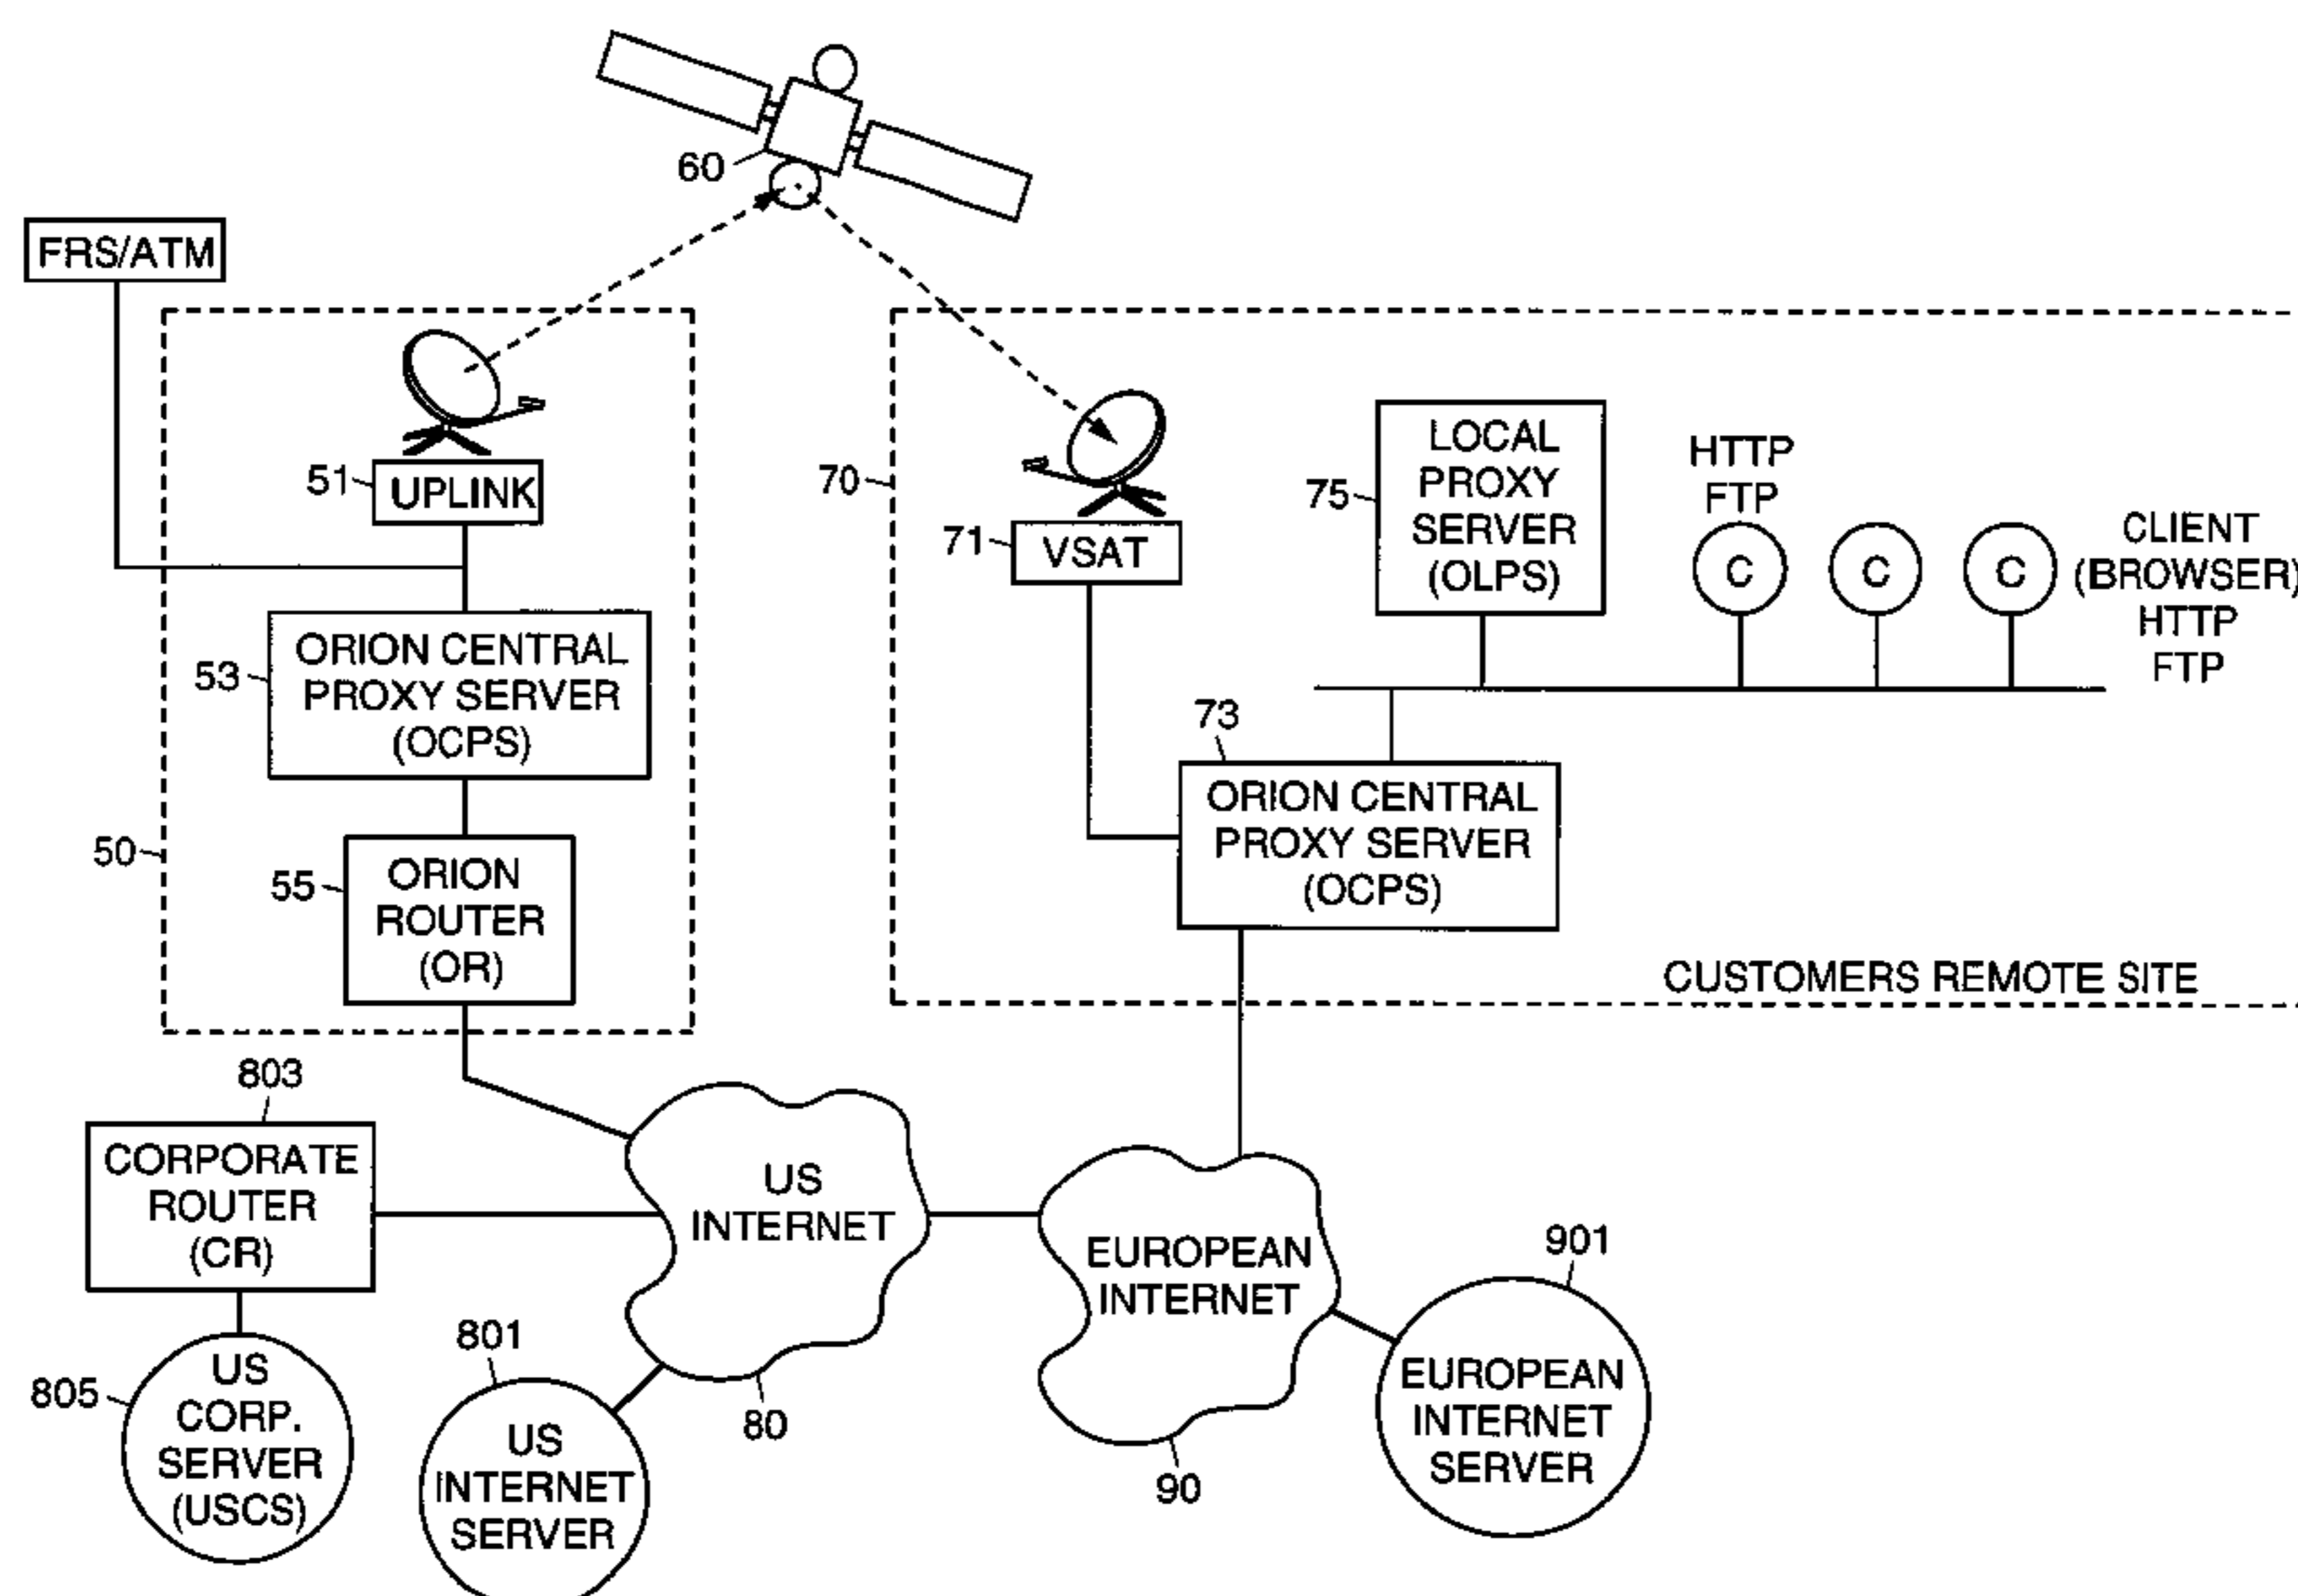 60
FRS/ATM
51
UPLINK
53
ORION CENTRAL
PROXY SERVER
(OCPS)
50
55
ORION
ROUTER
(OR)
70
71
VSAT
75
LOCAL
PROXY
SERVER
(OLPS)
HTTP
FTP
C
C
C
CLIENT
(BROWSER)
HTTP
FTP
73
ORION CENTRAL
PROXY SERVER
(OCPS)
CUSTOMERS REMOTE SITE
803
CORPORATE
ROUTER
(CR)
805
US
CORP.
SERVER
(USCS)
801
US
INTERNET
SERVER
US
INTERNET
80
EUROPEAN
INTERNET
90
901
EUROPEAN
INTERNET
SERVER